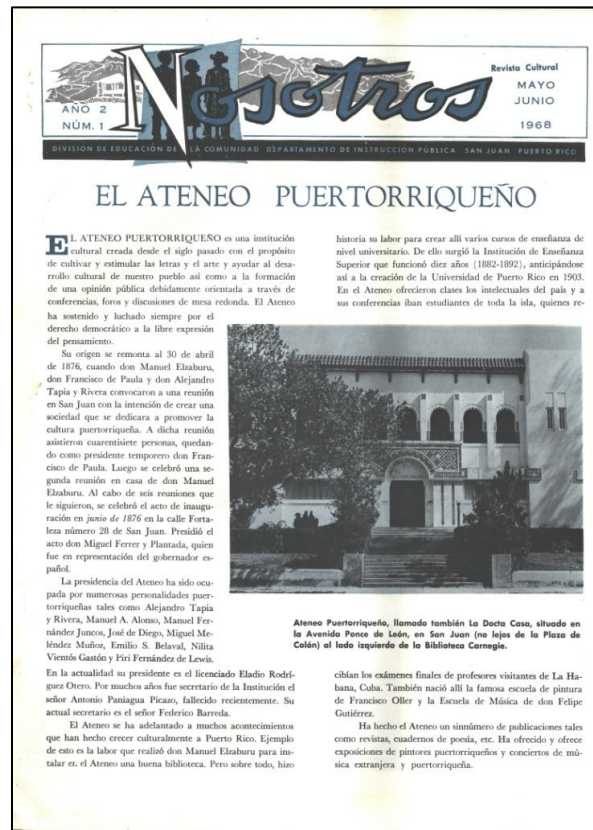 Nosotros
Revista Cultural
MAYO
JUNIO
1968
AÑO 2
NÚM. 1
DIVISION DE EDUCACIÓN DE LA COMUNIDAD DEPARTAMENTO DE INSTRUCCIÓN PÚBLICA SAN JUAN PUERTO RICO
EL ATENEO PUERTORRIQUEÑO
EL ATENEO PUERTORRIQUEÑO es una institución
cultural creada desde el siglo pasado con el propósito
de cultivar y estimular las letras y el arte y ayudar al desa-
rrollo cultural de nuestro pueblo así como a la formación
de una opinión pública debidamente orientada a través de
conferencias, foros y discusiones de mesa redonda. El Ateneo
ha sostenido y luchado siempre por el
derecho democrático a la libre expresión
del pensamiento.
Su origen se remonta al 30 de abril
de 1876, cuando don Manuel Elzaburu,
don Francisco de Paula y don Alejandro
Tapia y Rivera convocaron a una reunión
en San Juan con la intención de crear una
sociedad que se dedicara a promover la
cultura puertorriqueña. A dicha reunión
asistieron cuarentisiete personas, quedan-
do como presidente temporero don Fran-
cisco de Paula. Luego se celebró una se-
gunda reunión en casa de don Manuel
Elzaburu. Al cabo de seis reuniones que
le siguieron, se celebró el acto de inaugu-
ración en junio de 1876 en la calle Forta-
leza número 28 de San Juan. Presidió el
acto don Miguel Ferrer y Plantada, quien
fue en representación del gobernador es-
pañol.
La presidencia del Ateneo ha sido ocu-
pada por numerosas personalidades puer-
torriqueñas tales como Alejandro Tapia
y Rivera, Manuel A. Alonso, Manuel Fer-
nández Juncos, José de Diego, Miguel Me-
léndez Muñoz, Emilio S. Belaval, Nilita
Vientós Gastón y Piri Fernández de Lewis.
En la actualidad su presidente es el licenciado Eladio Rodrí-
guez Otero. Por muchos años fue secretario de la Institución el
señor Antonio Paniagua Picazo, fallecido recientemente. Su
actual secretario es el señor Federico Barreda.
El Ateneo se ha adelantado a muchos acontecimientos
que han hecho crecer culturalmente a Puerto Rico. Ejemplo
de esto es la labor que realizó don Manuel Elzaburu para ins-
talar en el Ateneo una buena biblioteca. Pero sobre todo, hizo
historia su labor para crear allí varios cursos de enseñanza de
nivel universitario. De ello surgió la Institución de Enseñanza
Superior que funcionó diez años (1882-1892), anticipándose
así a la creación de la Universidad de Puerto Rico en 1903.
En el Ateneo ofrecieron clases los intelectuales del país y a
sus conferencias iban estudiantes de toda la isla, quienes re-
Ateneo Puertorriqueño, llamado también La Docta Casa, situado en
la Avenida Ponce de León, en San Juan (no lejos de la Plaza de
Colón) al lado izquierdo de la Biblioteca Carnegie.
cibían los exámenes finales de profesores visitantes de La Ha-
bana, Cuba. También nació allí la famosa escuela de pintura
de Francisco Oller y la Escuela de Música de don Felipe
Gutiérrez.
Ha hecho el Ateneo un sinnúmero de publicaciones tales
como revistas, cuadernos de poesía, etc. Ha ofrecido y ofrece
exposiciones de pintores puertorriqueños y conciertos de mú-
sica extranjera y puertorriqueña.